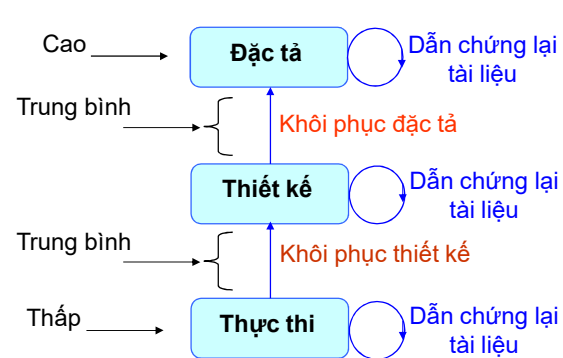 Cao
Đặc tả
Dẫn chứng lại
tài liệu
Trung bình
Khôi phục đặc tả
Thiết kế
Dẫn chứng lại
tài liệu
Trung bình
Khôi phục thiết kế
Thấp
Thực thi
Dẫn chứng lại
tài liệu